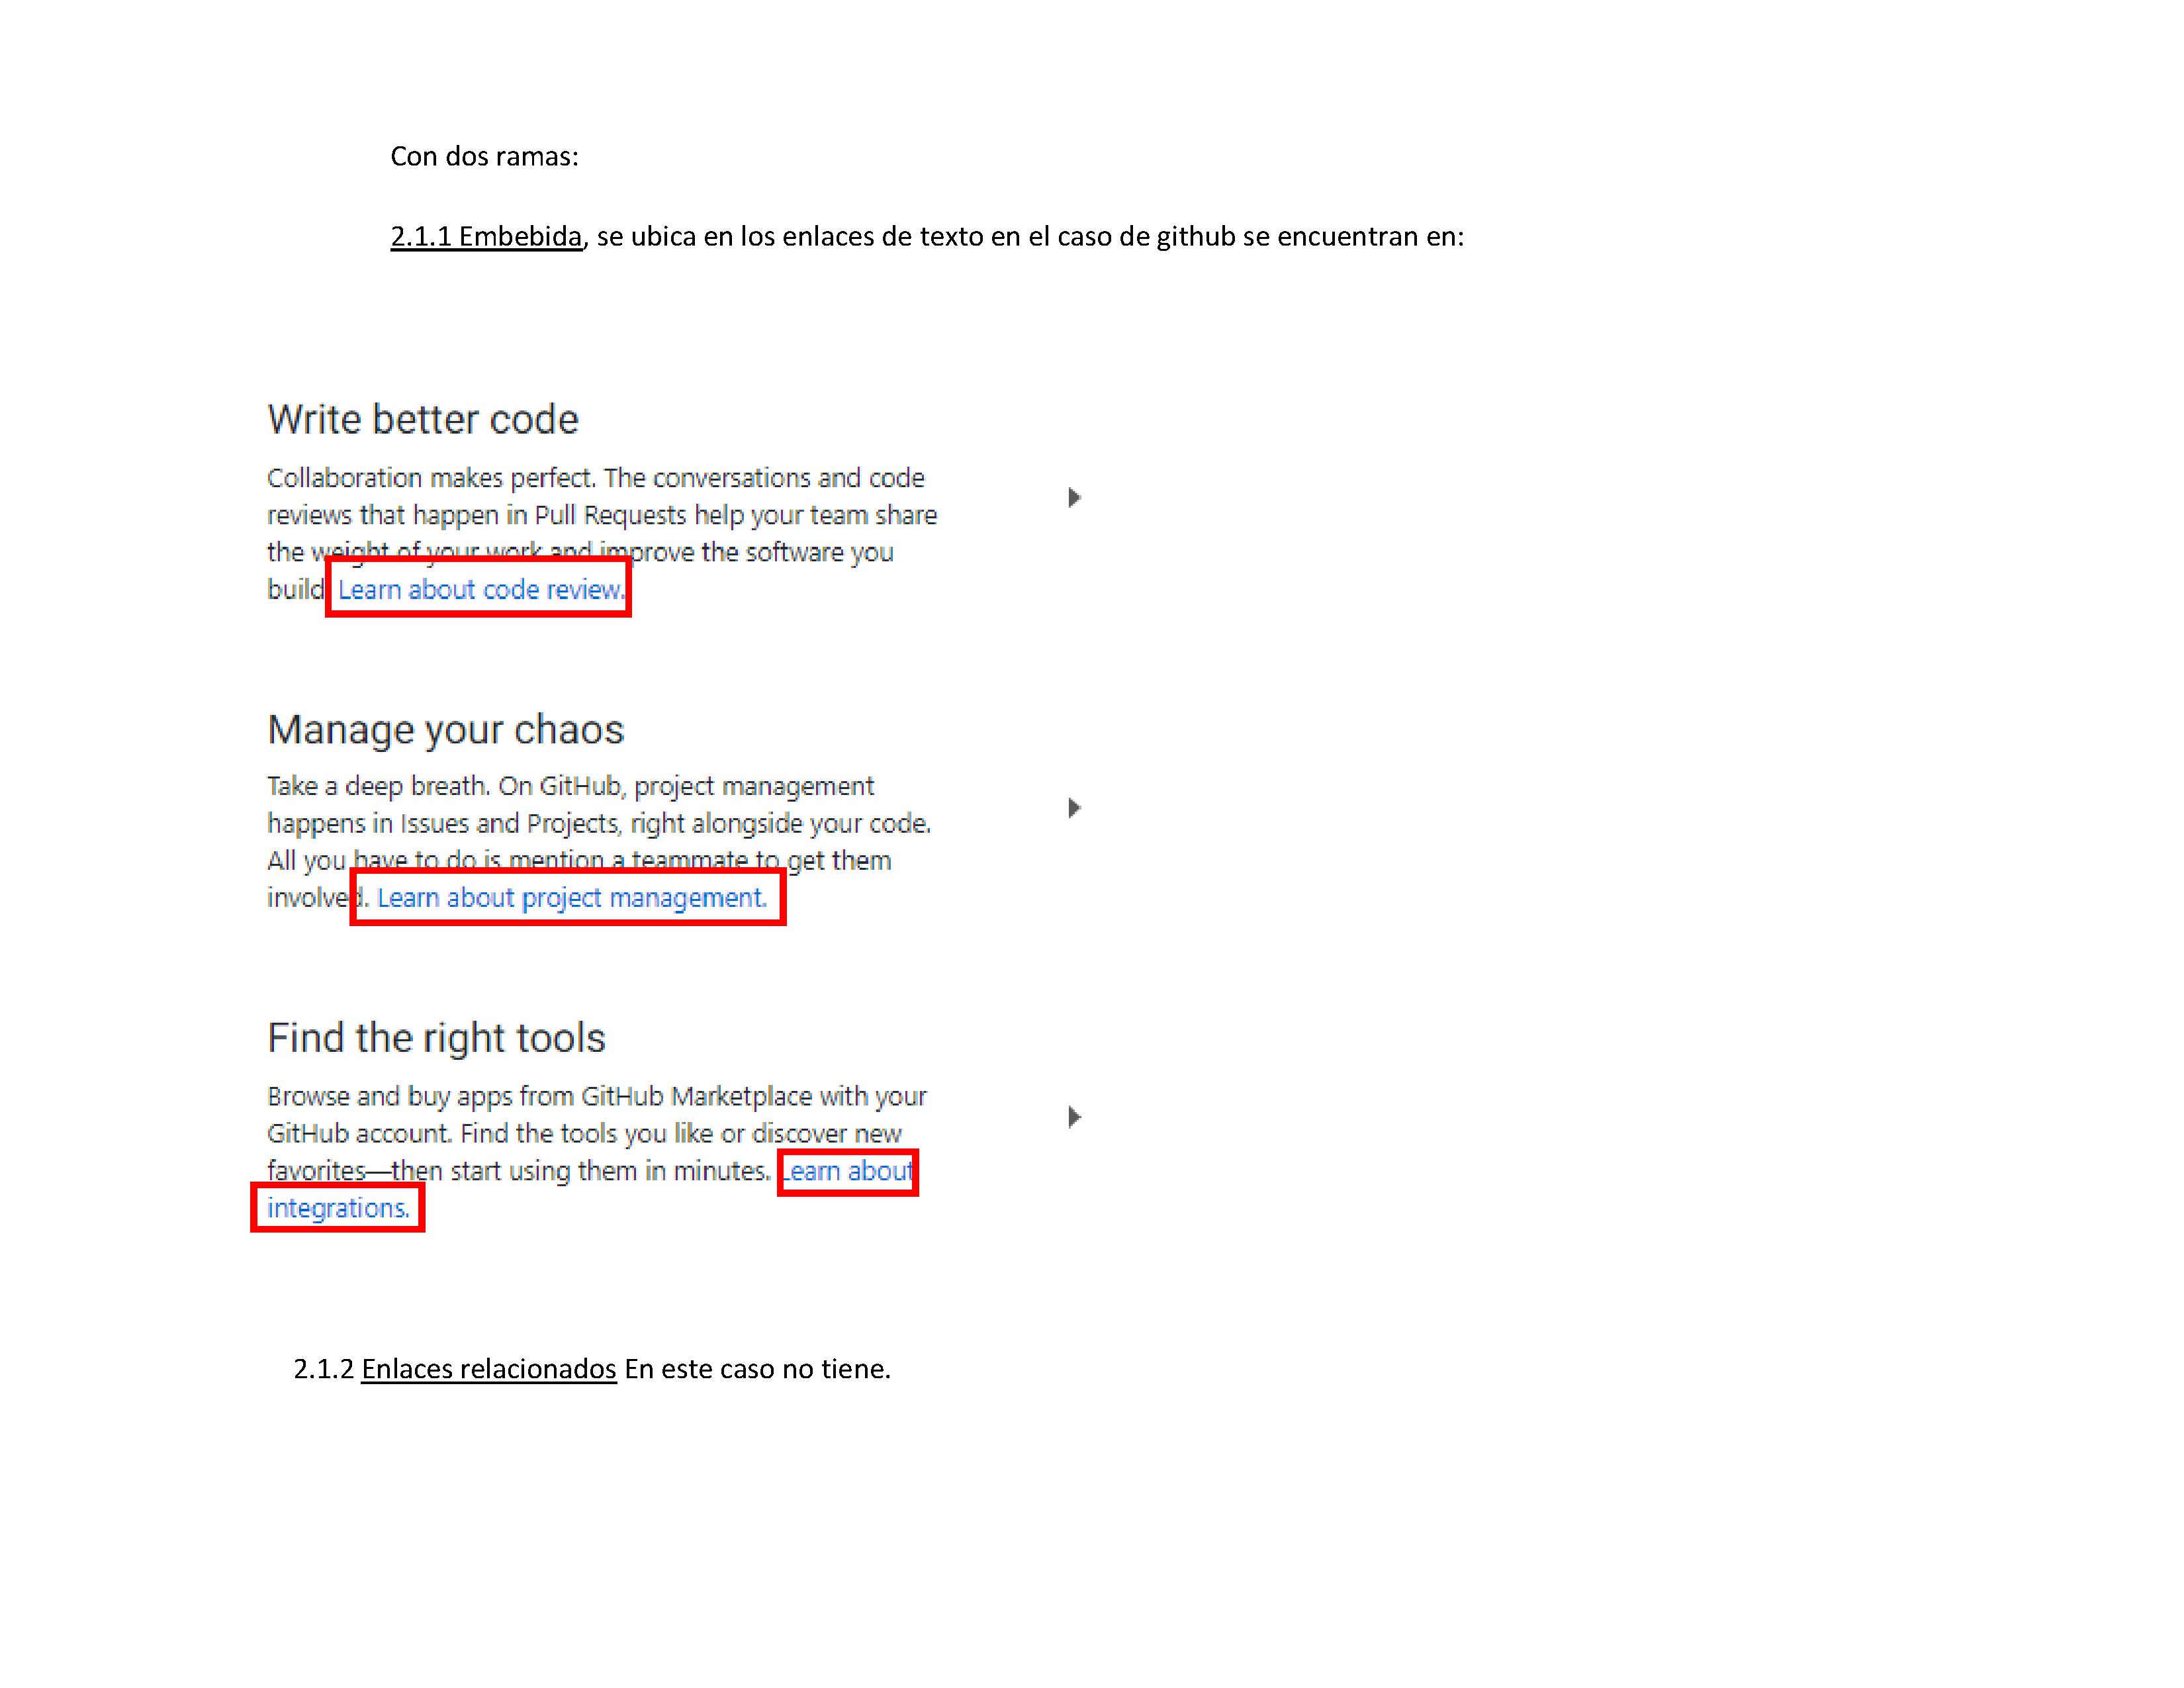 Con dos ramas:
2.1.1 Embebida, se ubica en los enlaces de texto en el caso de github se encuentran en:
Write better code
Collaboration makes perfect. The conversations and code
reviews that happen in Pull Requests help your team share
the weight of your work and improve the software you
build. Learn about code review.
Manage your chaos
Take a deep breath. On GitHub, project management
happens in Issues and Projects, right alongside your code.
All you have to do is mention a teammate to get them
involved. Learn about project management.
Find the right tools
Browse and buy apps from GitHub Marketplace with your
GitHub account. Find the tools you like or discover new
favorites—then start using them in minutes. Learn about
integrations.
2.1.2 Enlaces relacionados En este caso no tiene.